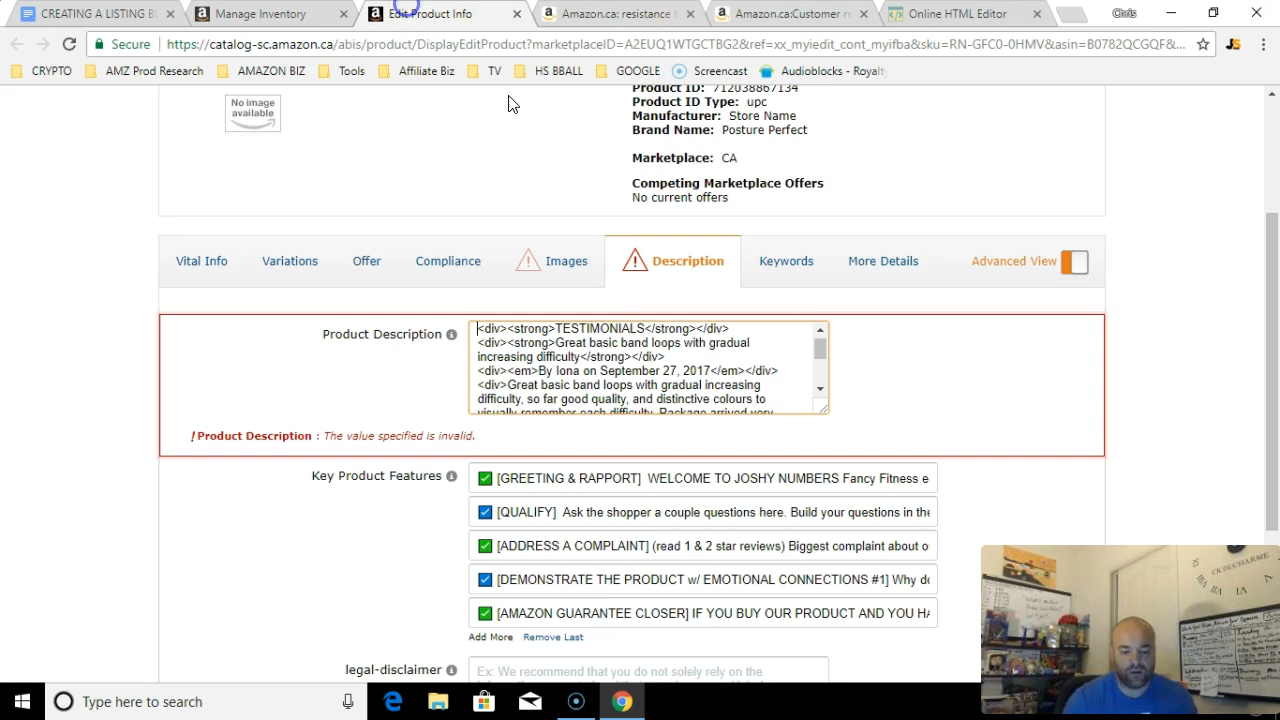 CREATING A LISTING B
Manage Inventory
Edit Product Info
Amazon.ca: resistance b
Amazon.ca:Customer r
Online HTML Editor
Chris
Secure https://catalog-sc.amazon.ca/abis/product/DisplayEditProduct?marketplaceID=A2EUQ1WTGCTBG2&ref=xx_myiedit_cont_myifba&sku=RN-GFC0-0HMV&asin=B0782QCGQF&...
CRYPTO AMZ Prod Research AMAZON BIZ Tools Affiliate Biz TV HS BBALL GOOGLE Screencast Audioblocks - Royalt
No image
available
Product ID: 712038867134
Product ID Type: upc
Manufacturer: Store Name
Brand Name: Posture Perfect
Marketplace: CA
Competing Marketplace Offers
No current offers
Vital Info Variations Offer Compliance Images Description Keywords More Details Advanced View
Product Description
<div><strong>TESTIMONIALS</strong></div>
<div><strong>Great basic band loops with gradual
increasing difficulty</strong></div>
<div><em>By Iona on September 27, 2017</em></div>
<div>Great basic band loops with gradual increasing
difficulty, so far good quality, and distinctive colours to
visually remember each difficulty. Package arrived very
! Product Description : The value specified is invalid.
Key Product Features
[GREETING & RAPPORT] WELCOME TO JOSHY NUMBERS Fancy Fitness e
[QUALIFY] Ask the shopper a couple questions here. Build your questions in the
[ADDRESS A COMPLAINT] (read 1 & 2 star reviews) Biggest complaint about o
[DEMONSTRATE THE PRODUCT w/ EMOTIONAL CONNECTIONS #1] Why do
[AMAZON GUARANTEE CLOSER] IF YOU BUY OUR PRODUCT AND YOU HA
Add More Remove Last
legal-disclaimer
Ex: We recommend that you do not solely rely on the
CK DUCHARME
Type here to search